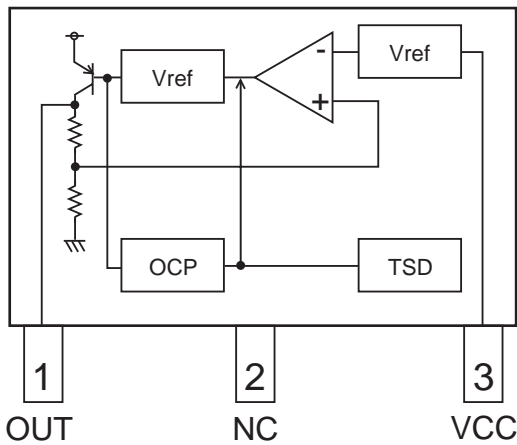 Vref
-
Vref
+
OCP
TSD
1
2
3
OUT
NC
VCC